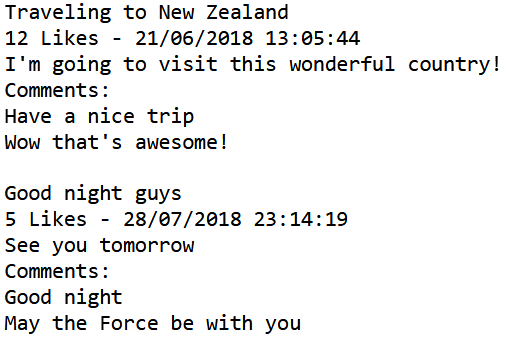 Traveling to New Zealand
12 Likes - 21/06/2018 13:05:44
I'm going to visit this wonderful country!
Comments:
Have a nice trip
Wow that's awesome!

Good night guys
5 Likes - 28/07/2018 23:14:19
See you tomorrow
Comments:
Good night
May the Force be with you